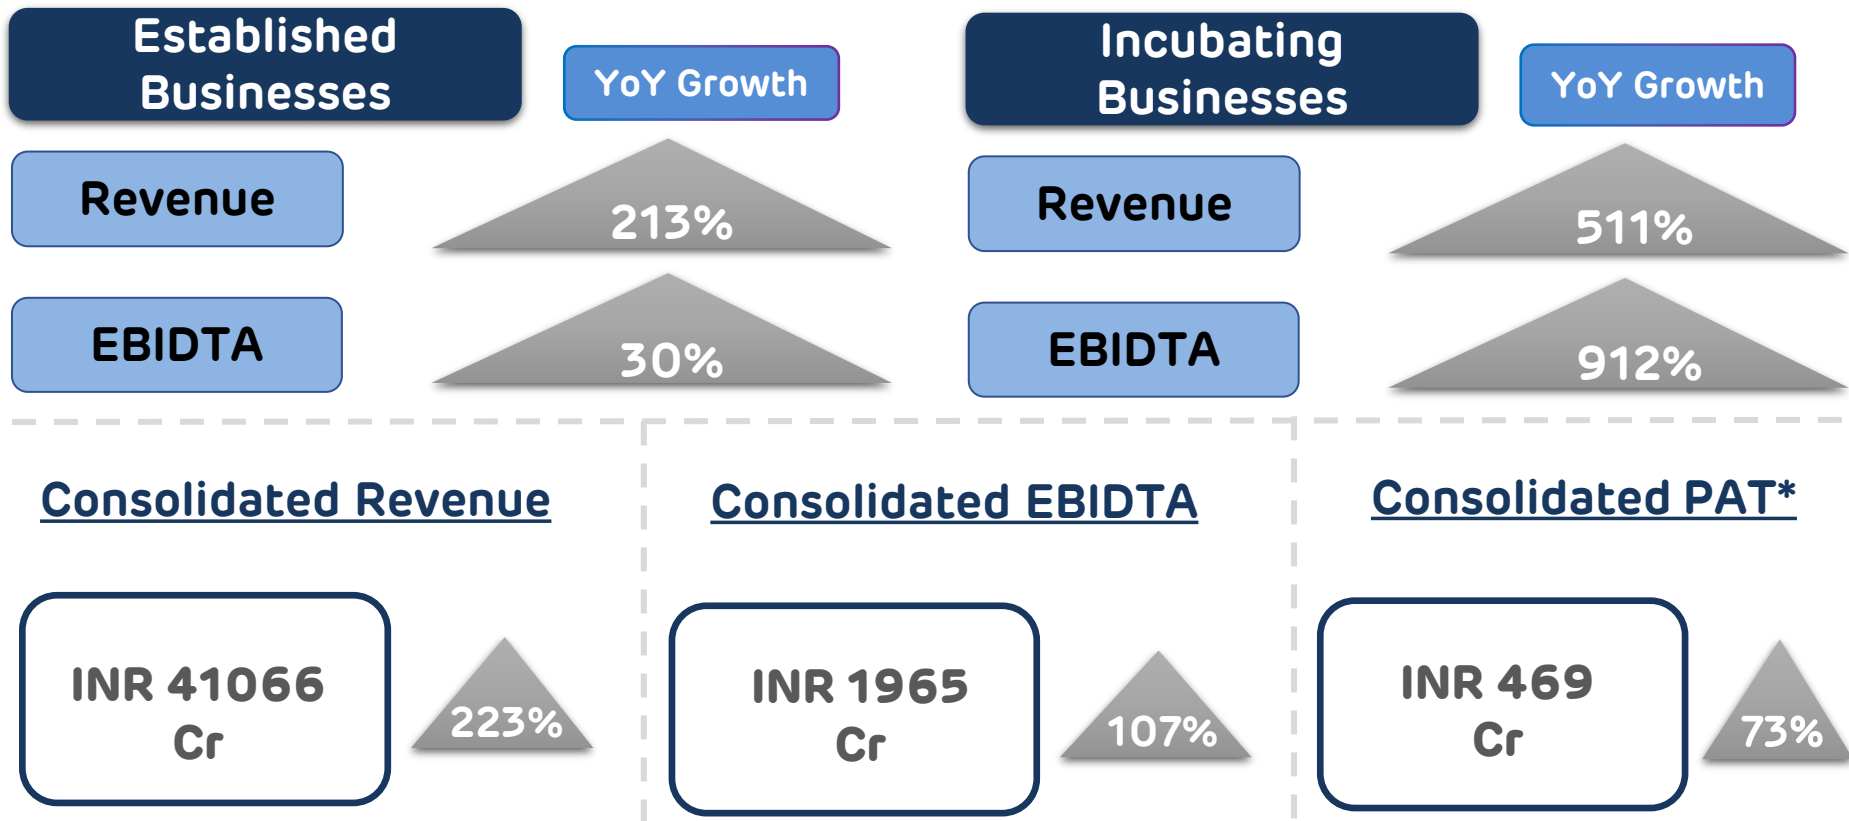 Established
Businesses
YoY Growth
Revenue
213%
EBIDTA
30%
Incubating
Businesses
YoY Growth
Revenue
511%
EBIDTA
912%
Consolidated Revenue
INR 41066
Cr
223%
Consolidated EBIDTA
INR 1965
Cr
107%
Consolidated PAT*
INR 469
Cr
73%